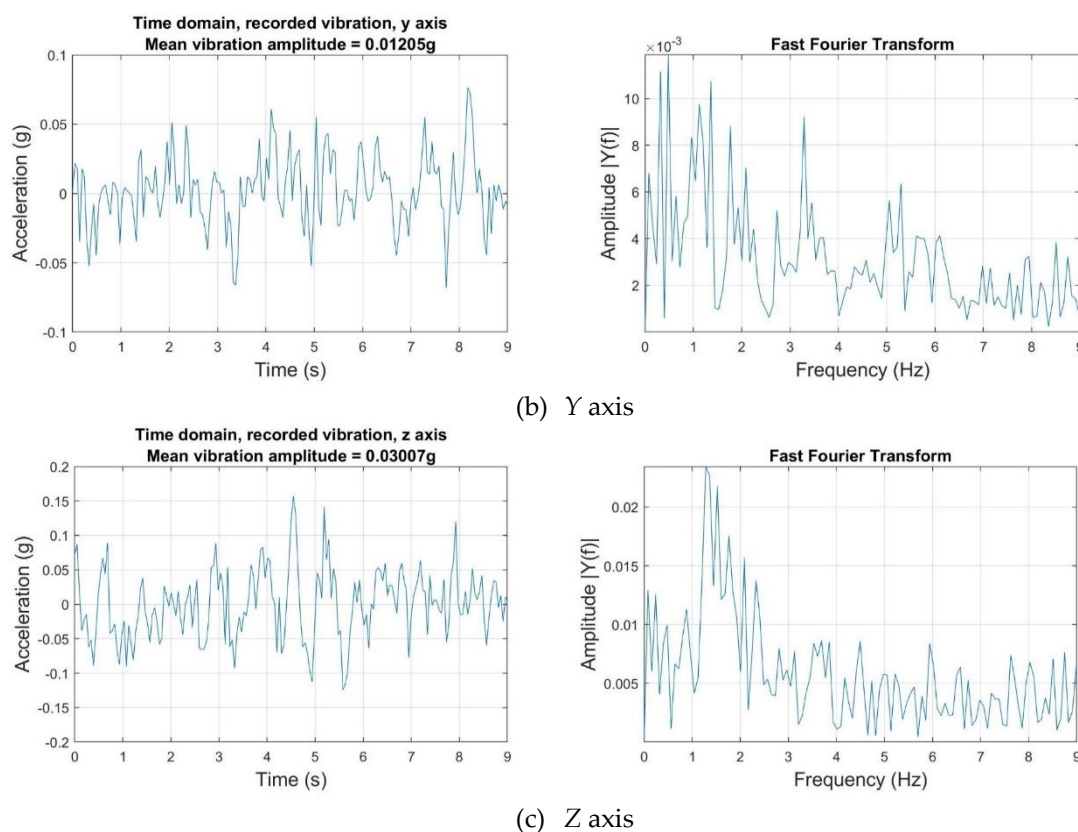 Time domain, recorded vibration, y axis
Mean vibration amplitude = 0.01205g
0.1
0.05
0
-0.05
-0.1
Acceleration (g)
0 1 2 3 4 5 6 7 8 9
Time (s)
Fast Fourier Transform
×10⁻³
10
8
6
4
2
Amplitude |Y(f)|
0 1 2 3 4 5 6 7 8 9
Frequency (Hz)
(b) Y axis
Time domain, recorded vibration, z axis
Mean vibration amplitude = 0.03007g
0.2
0.15
0.1
0.05
0
-0.05
-0.1
-0.15
-0.2
Acceleration (g)
0 1 2 3 4 5 6 7 8 9
Time (s)
Fast Fourier Transform
0.02
0.015
0.01
0.005
Amplitude |Y(f)|
0 1 2 3 4 5 6 7 8 9
Frequency (Hz)
(c) Z axis